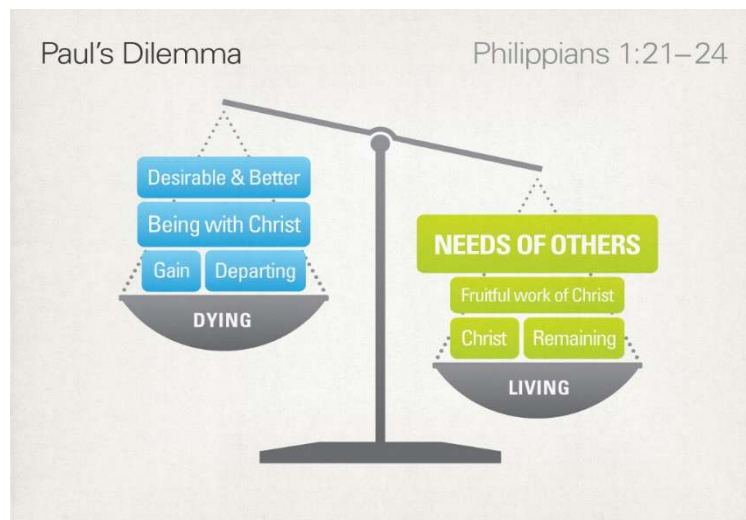 Paul's Dilemma
Philippians 1:21–24
Desirable & Better
Being with Christ
Gain
Departing
DYING
NEEDS OF OTHERS
Fruitful work of Christ
Christ
Remaining
LIVING